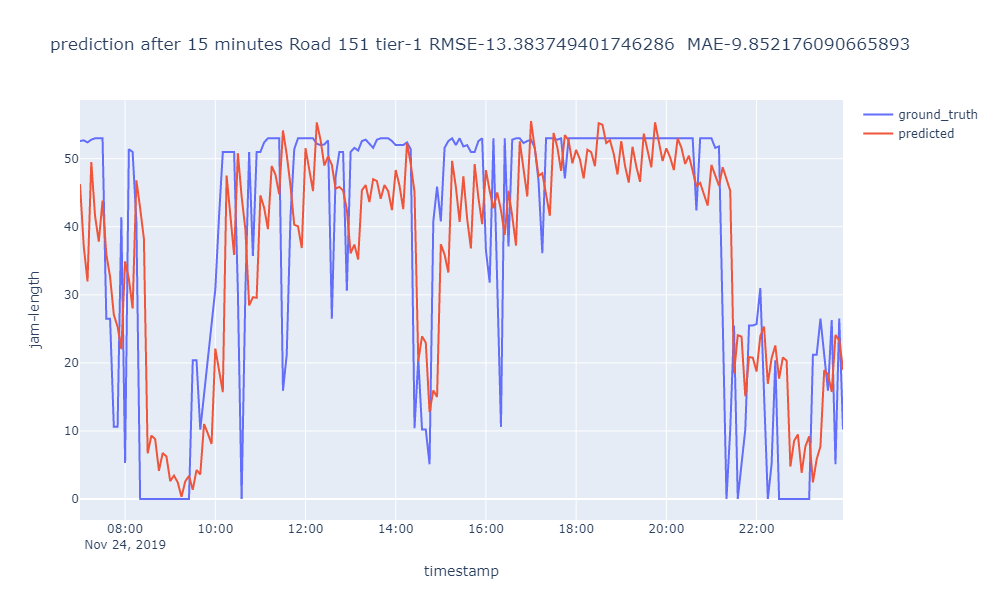 prediction after 15 minutes Road 151 tier-1 RMSE-13.383749401746286  MAE-9.852176090665893
ground_truth
predicted
50
40
30
20
10
0
jam-length
08:00 10:00 12:00 14:00 16:00 18:00 20:00 22:00
Nov 24, 2019
timestamp